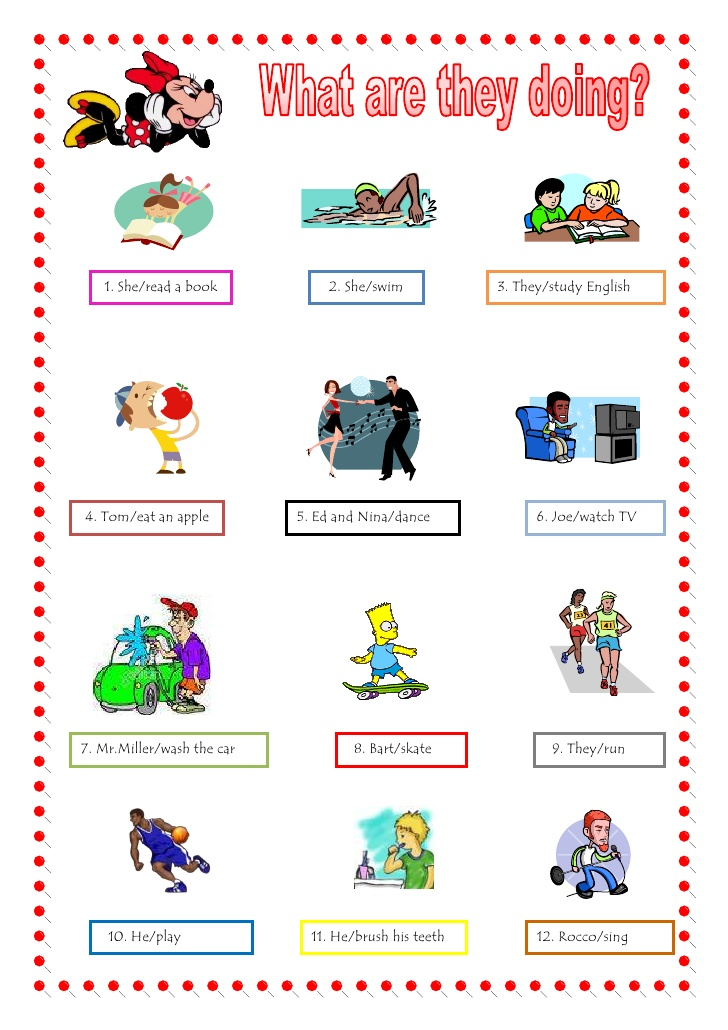 What are they doing?
1. She/read a book
2. She/swim
3. They/study English
4. Tom/eat an apple
5. Ed and Nina/dance
6. Joe/watch TV
7. Mr.Miller/wash the car
8. Bart/skate
9. They/run
10. He/play
11. He/brush his teeth
12. Rocco/sing